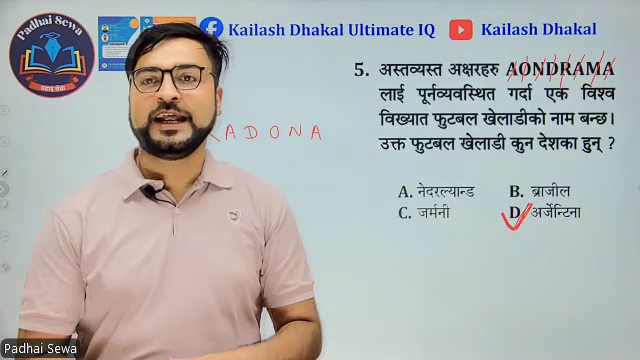 Padhai Sewa
पढाइ सेवा
Kailash Dhakal Ultimate IQ
Kailash Dhakal
5. अस्तव्यस्त अक्षरहरु AONDRAMA
लाई पूर्नव्यवस्थित गर्दा एक विश्व
विख्यात फुटबल खेलाडीको नाम बन्छ।
उक्त फुटबल खेलाडी कुन देशका हुन् ?
ADONA
A. नेदरल्यान्ड B. ब्राजील
C. जर्मनी D. अर्जेन्टिना
Padhai Sewa